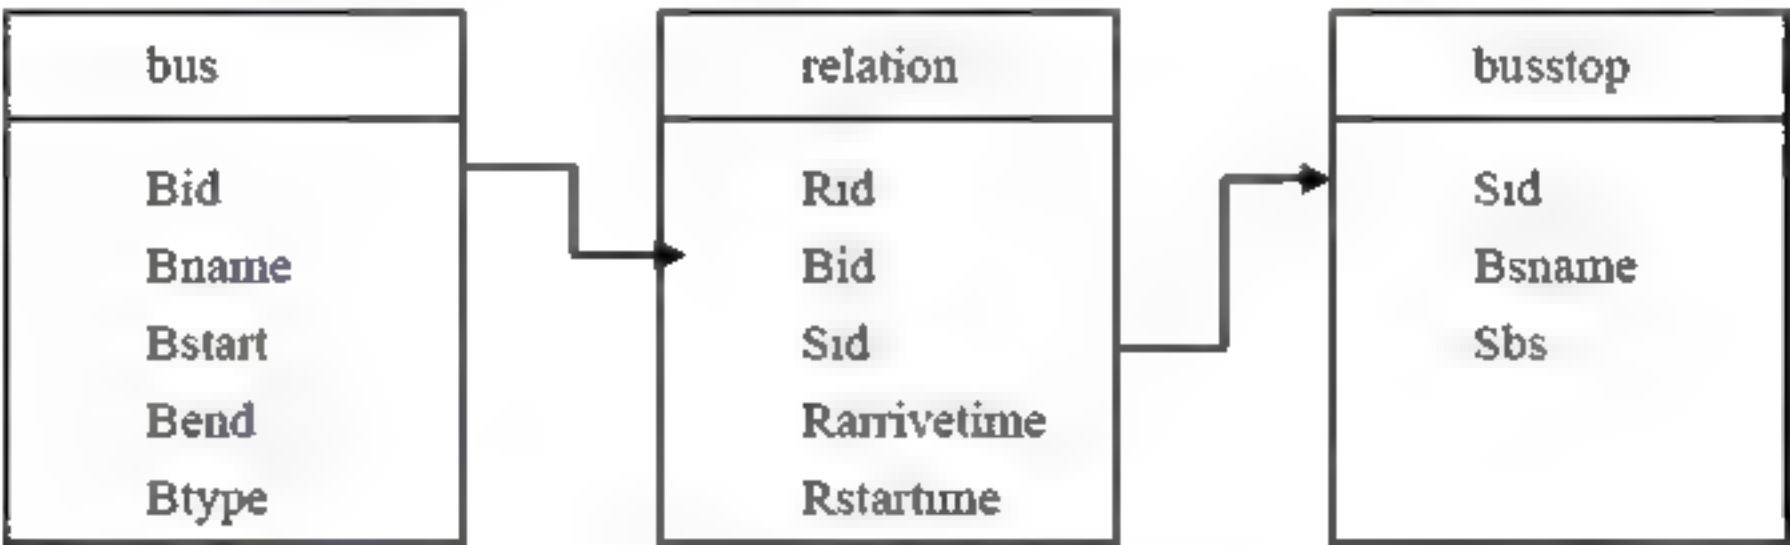 bus
Bid
Bname
Bstart
Bend
Btype
relation
Rid
Bid
Sid
Rarrivetime
Rstartime
busstop
Sid
Bsname
Sbs